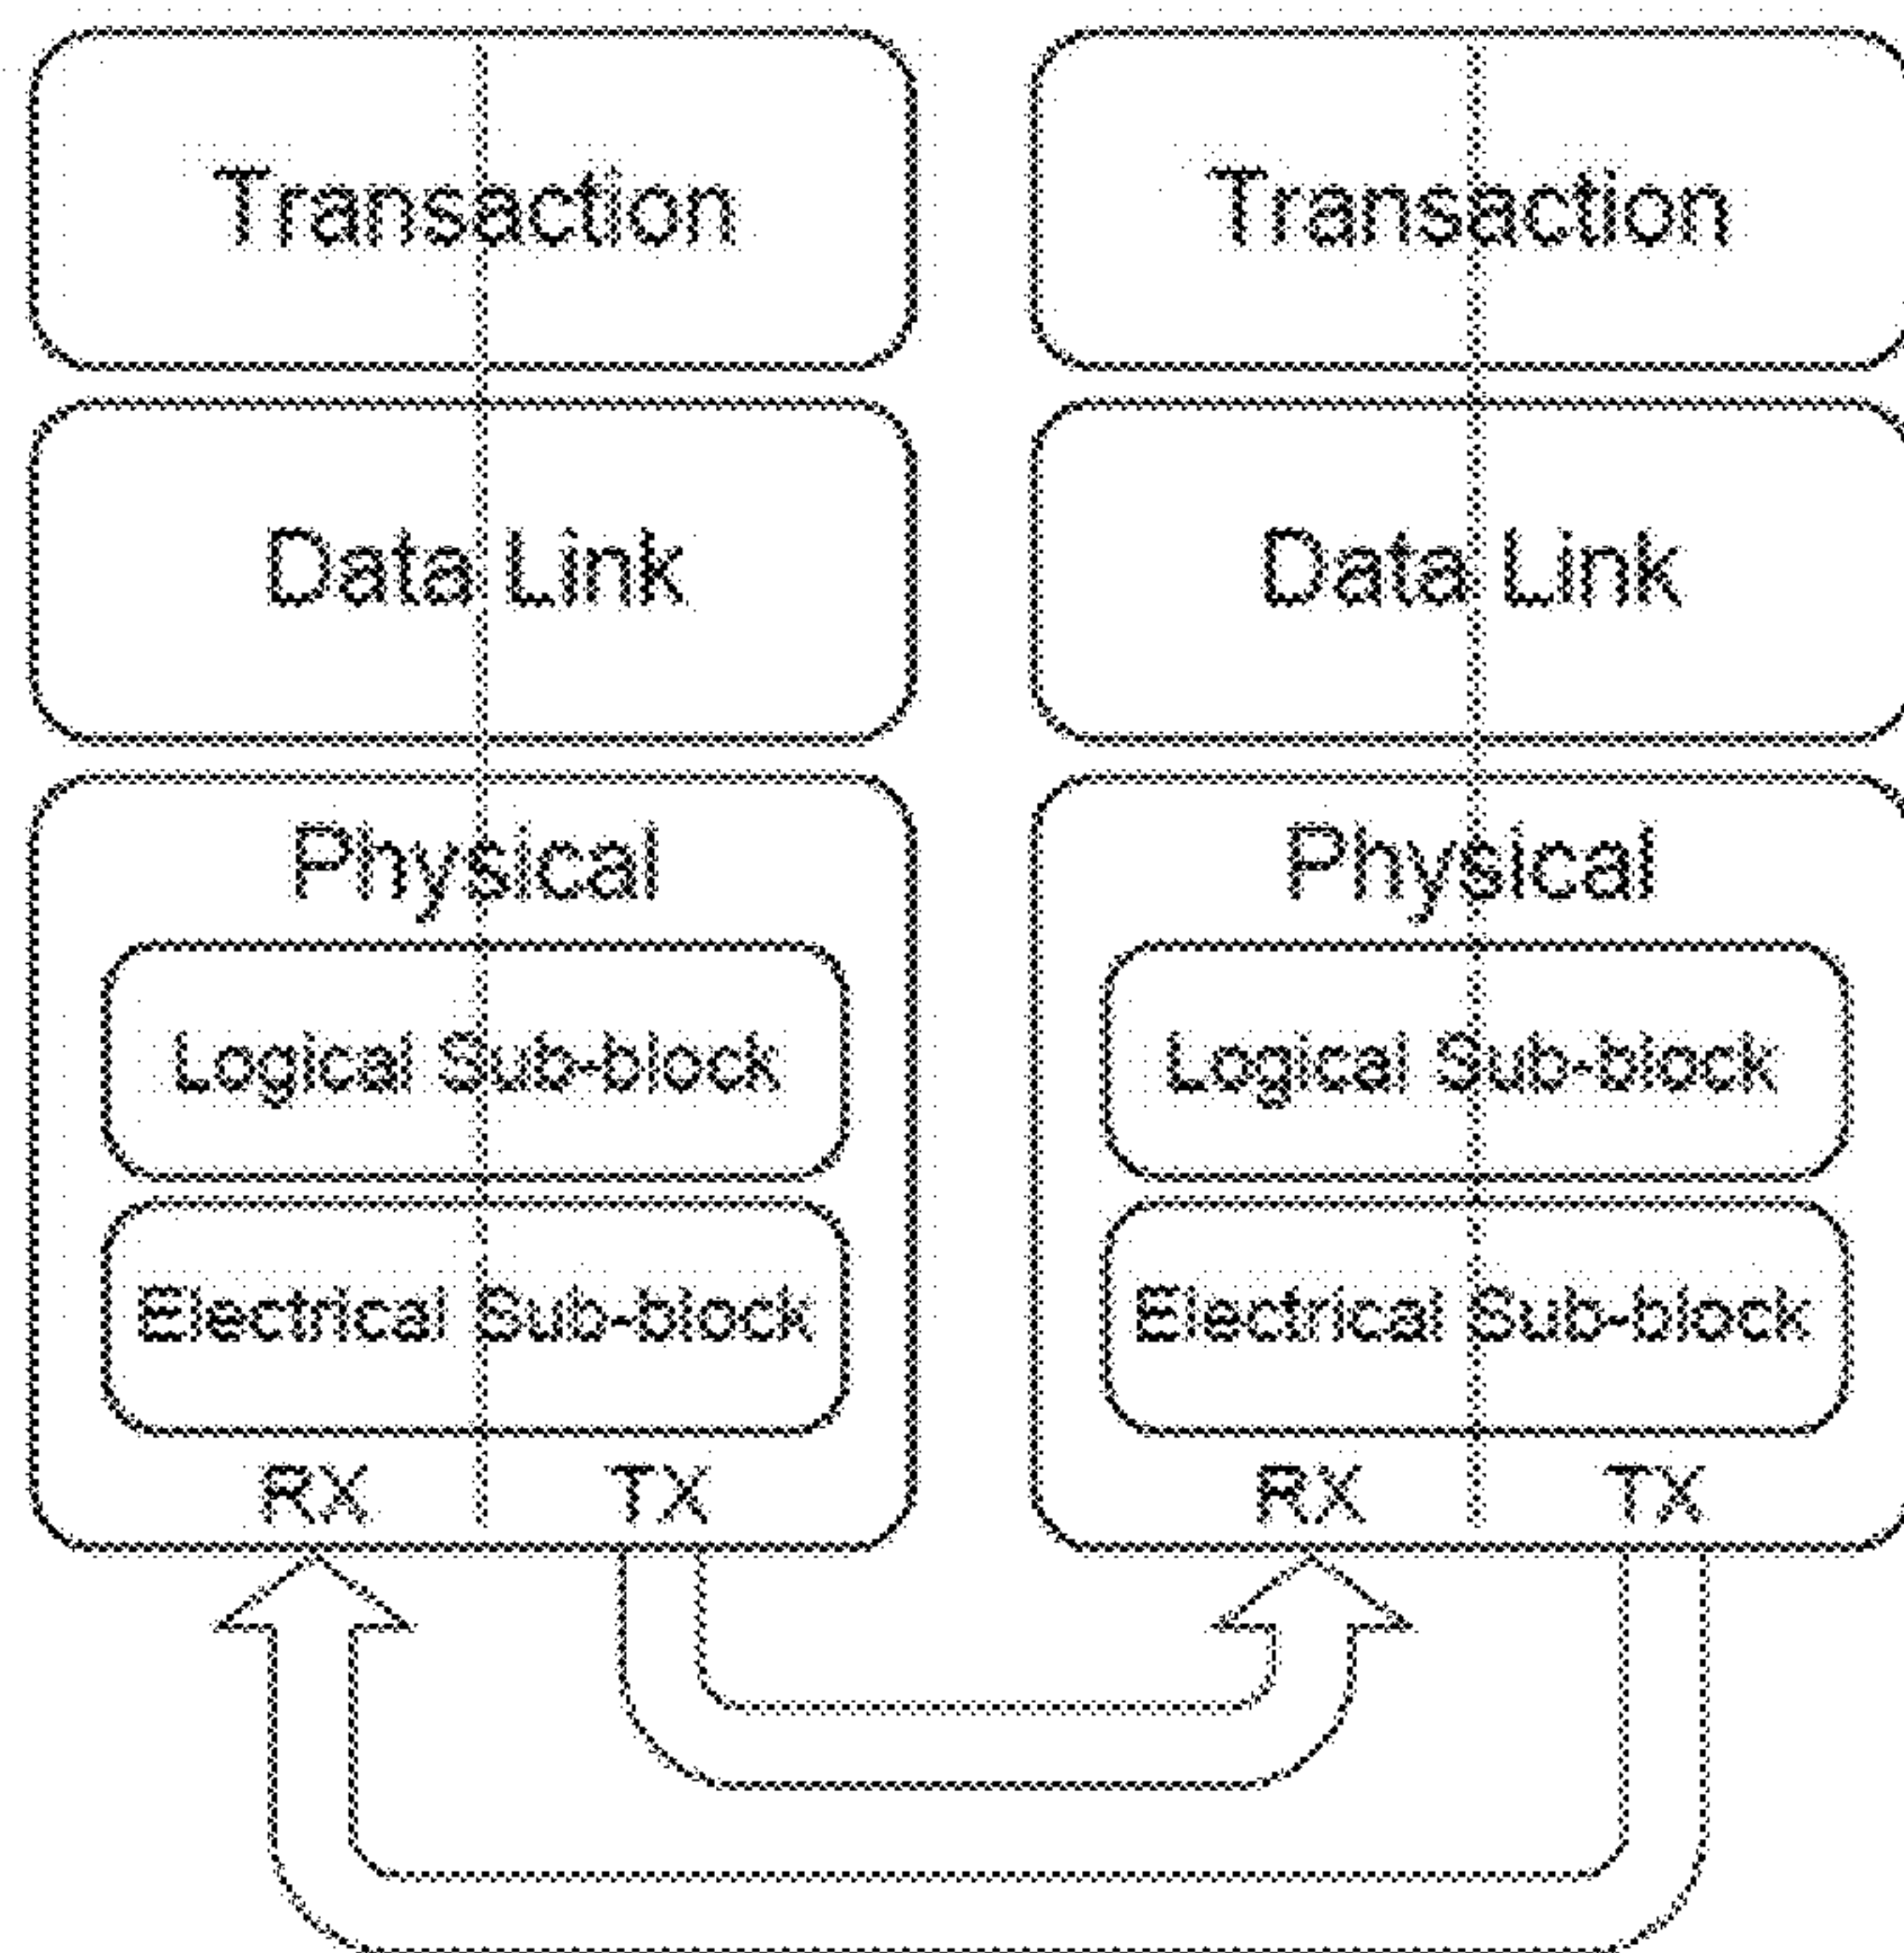 Transaction
Transaction
Data Link
Data Link
Physical
Physical
Logical Sub-block
Logical Sub-block
Electrical Sub-block
Electrical Sub-block
RX TX
RX TX